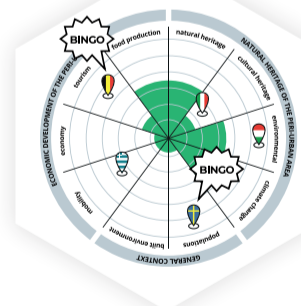 BINGO
food production
natural heritage
NATURAL HERITAGE OF THE PERI-URBAN AREA
cultural heritage
environmental
climate change
BINGO
populations
GENERAL CONTEXT
built environment
mobility
economy
tourism
ECONOMIC DEVELOPMENT OF THE PERI-